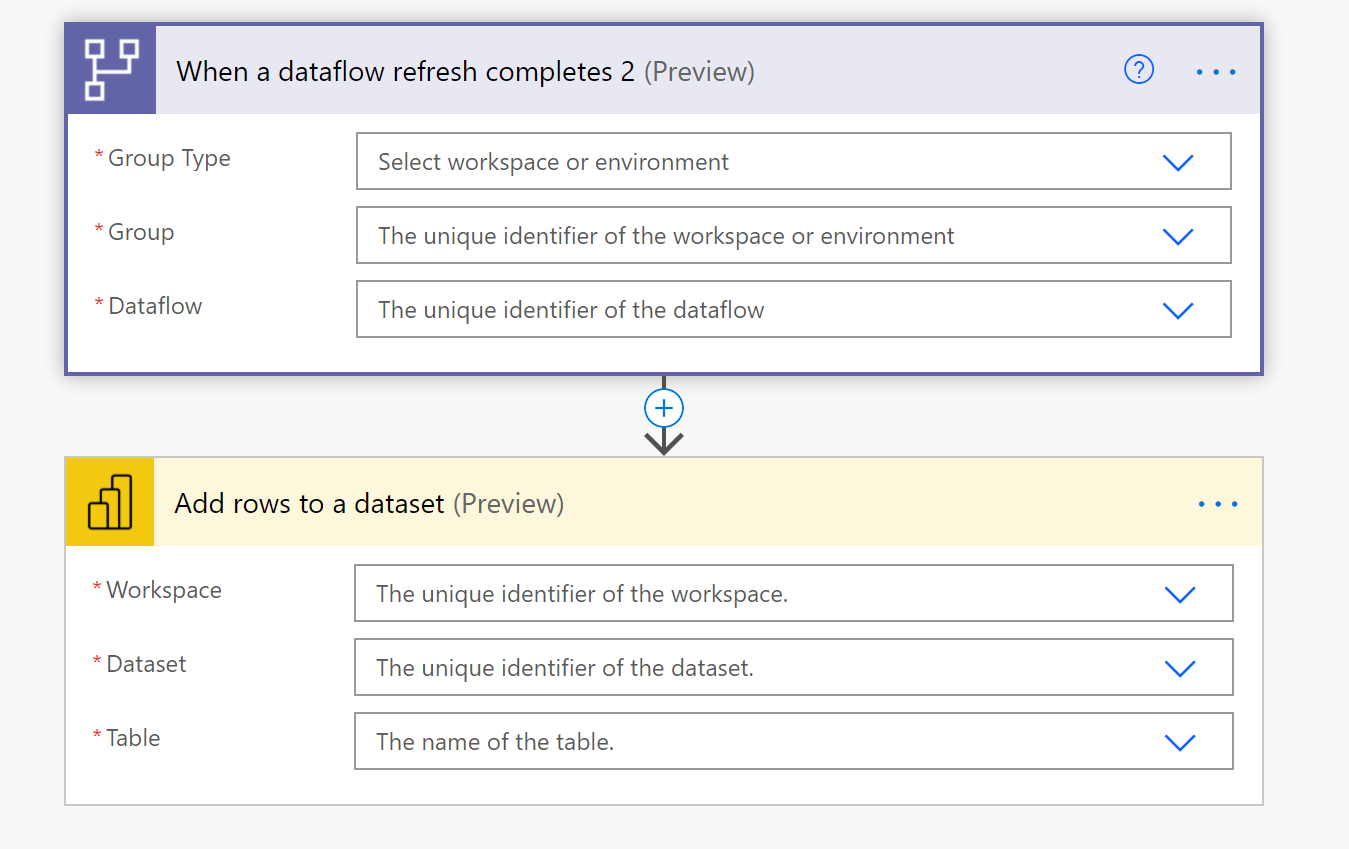 When a dataflow refresh completes 2 (Preview)
* Group Type
Select workspace or environment
* Group
The unique identifier of the workspace or environment
* Dataflow
The unique identifier of the dataflow
Add rows to a dataset (Preview)
* Workspace
The unique identifier of the workspace.
* Dataset
The unique identifier of the dataset.
* Table
The name of the table.